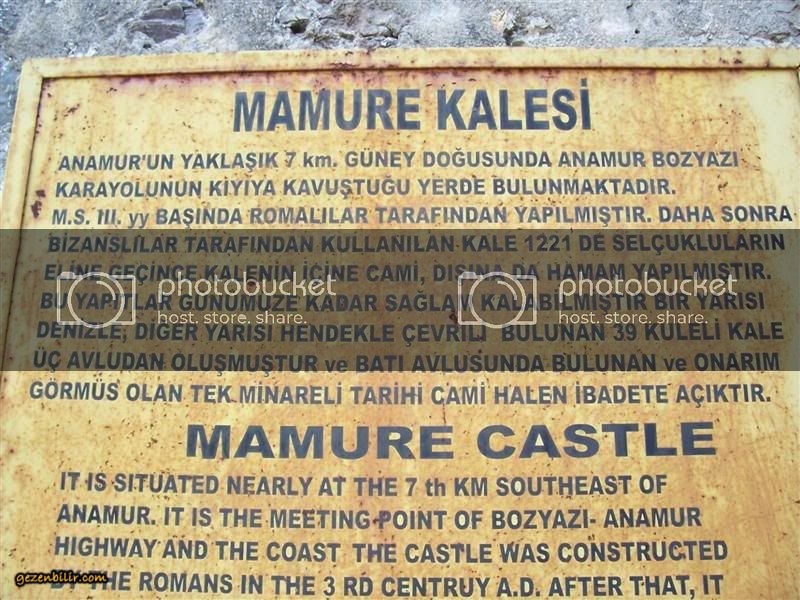 MAMURE KALESİ
ANAMUR'UN YAKLAŞIK 7 km. GÜNEY DOĞUSUNDA ANAMUR BOZYAZI
KARAYOLUNUN KIYIYA KAVUŞTUĞU YERDE BULUNMAKTADIR.
M.S. III. yy BAŞINDA ROMALILAR TARAFINDAN YAPILMIŞTIR. DAHA SONRA
BİZANSLILAR TARAFINDAN KULLANILAN KALE 1221 DE SELÇUKLULARIN
ELİNE GEÇİNCE KALENİN İÇİNE CAMİ, DIŞINA DA HAMAM YAPILMIŞTIR.
BU YAPITLAR GÜNÜMÜZE KADAR SAĞLAM KALABİLMİŞTİR BİR YARISI
DENİZLE, DİĞER YARISI HENDEKLE ÇEVRİLİ BULUNAN 39 KULELİ KALE
ÜÇ AVLUDAN OLUŞMUŞTUR ve BATI AVLUSUNDA BULUNAN ve ONARIM
GÖRMÜS OLAN TEK MİNARELİ TARİHİ CAMİ HALEN İBADETE AÇIKTIR.
MAMURE CASTLE
IT IS SITUATED NEARLY AT THE 7 th KM SOUTHEAST OF
ANAMUR. IT IS THE MEETING POINT OF BOZYAZI- ANAMUR
HIGHWAY AND THE COAST THE CASTLE WAS CONSTRUCTED
BY THE ROMANS IN THE 3 RD CENTRUY A.D. AFTER THAT, IT
photobucket
host. store. share.
photobucket
host. store. share.
gezenbilir.com